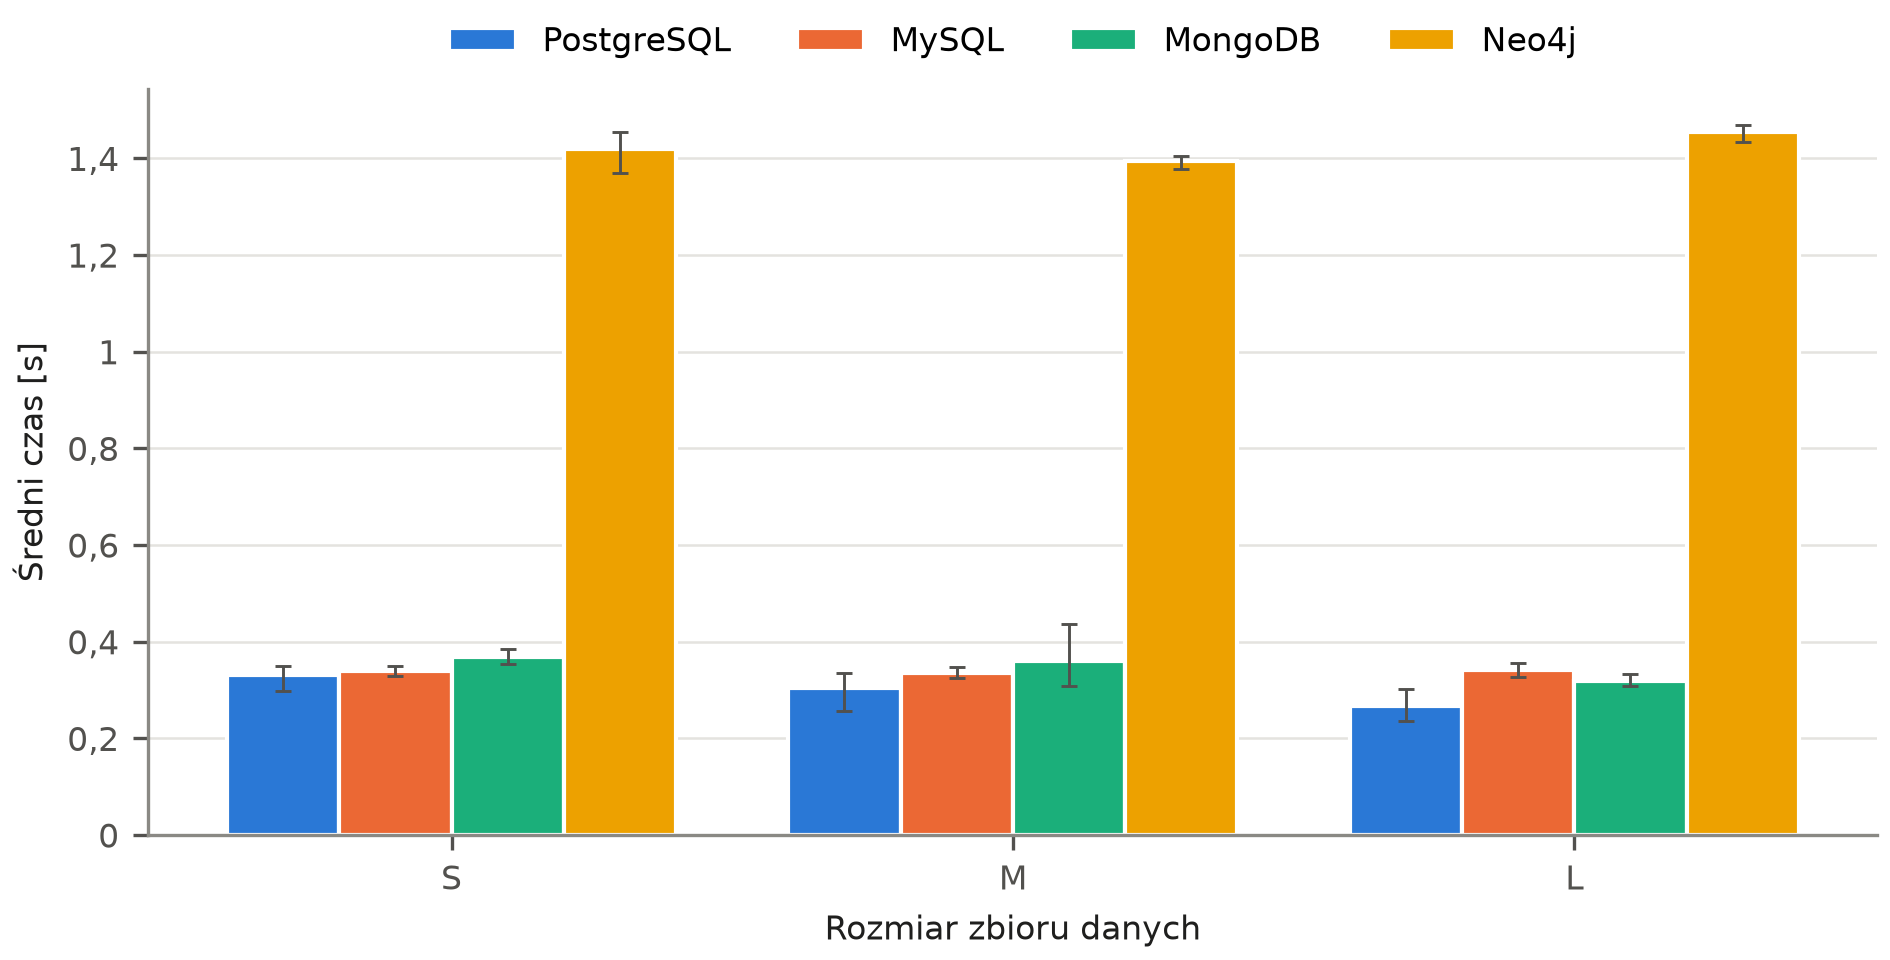 PostgreSQL MySQL MongoDB Neo4j
Średni czas [s]
1,4
1,2
1
0,8
0,6
0,4
0,2
0
S M L
Rozmiar zbioru danych